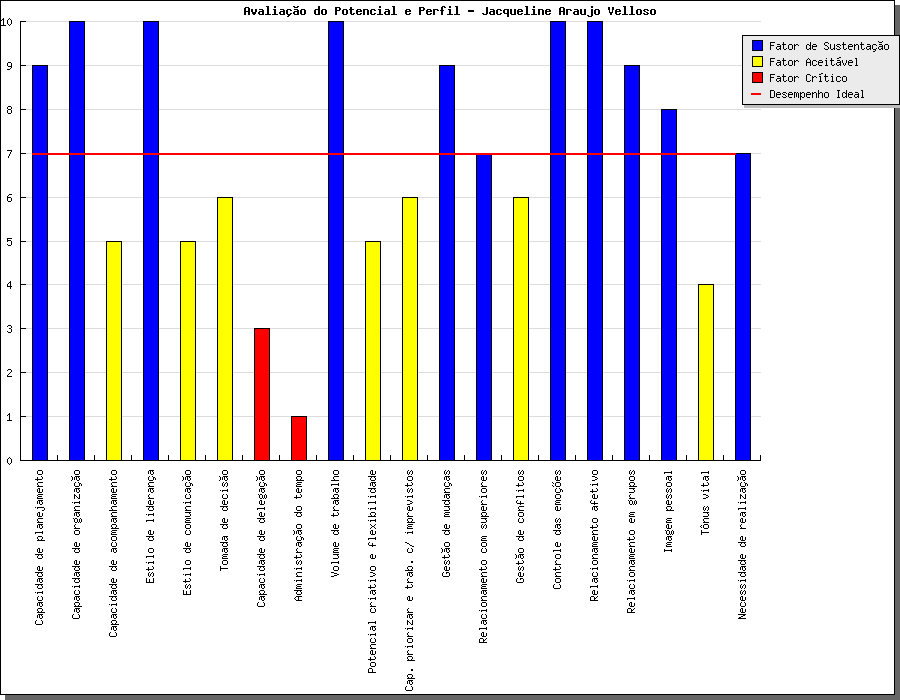 Avaliação do Potencial e Perfil - Jacqueline Araujo Velloso
10
9
8
7
6
5
4
3
2
1
0
Fator de Sustentação
Fator Aceitável
Fator Crítico
Desempenho Ideal
Capacidade de planejamento
Capacidade de organização
Capacidade de acompanhamento
Estilo de liderança
Estilo de comunicação
Tomada de decisão
Capacidade de delegação
Administração do tempo
Volume de trabalho
Potencial criativo e flexibilidade
Cap. priorizar e trab. c/ imprevistos
Gestão de mudanças
Relacionamento com superiores
Gestão de conflitos
Controle das emoções
Relacionamento afetivo
Relacionamento em grupos
Imagem pessoal
Tônus vital
Necessidade de realização